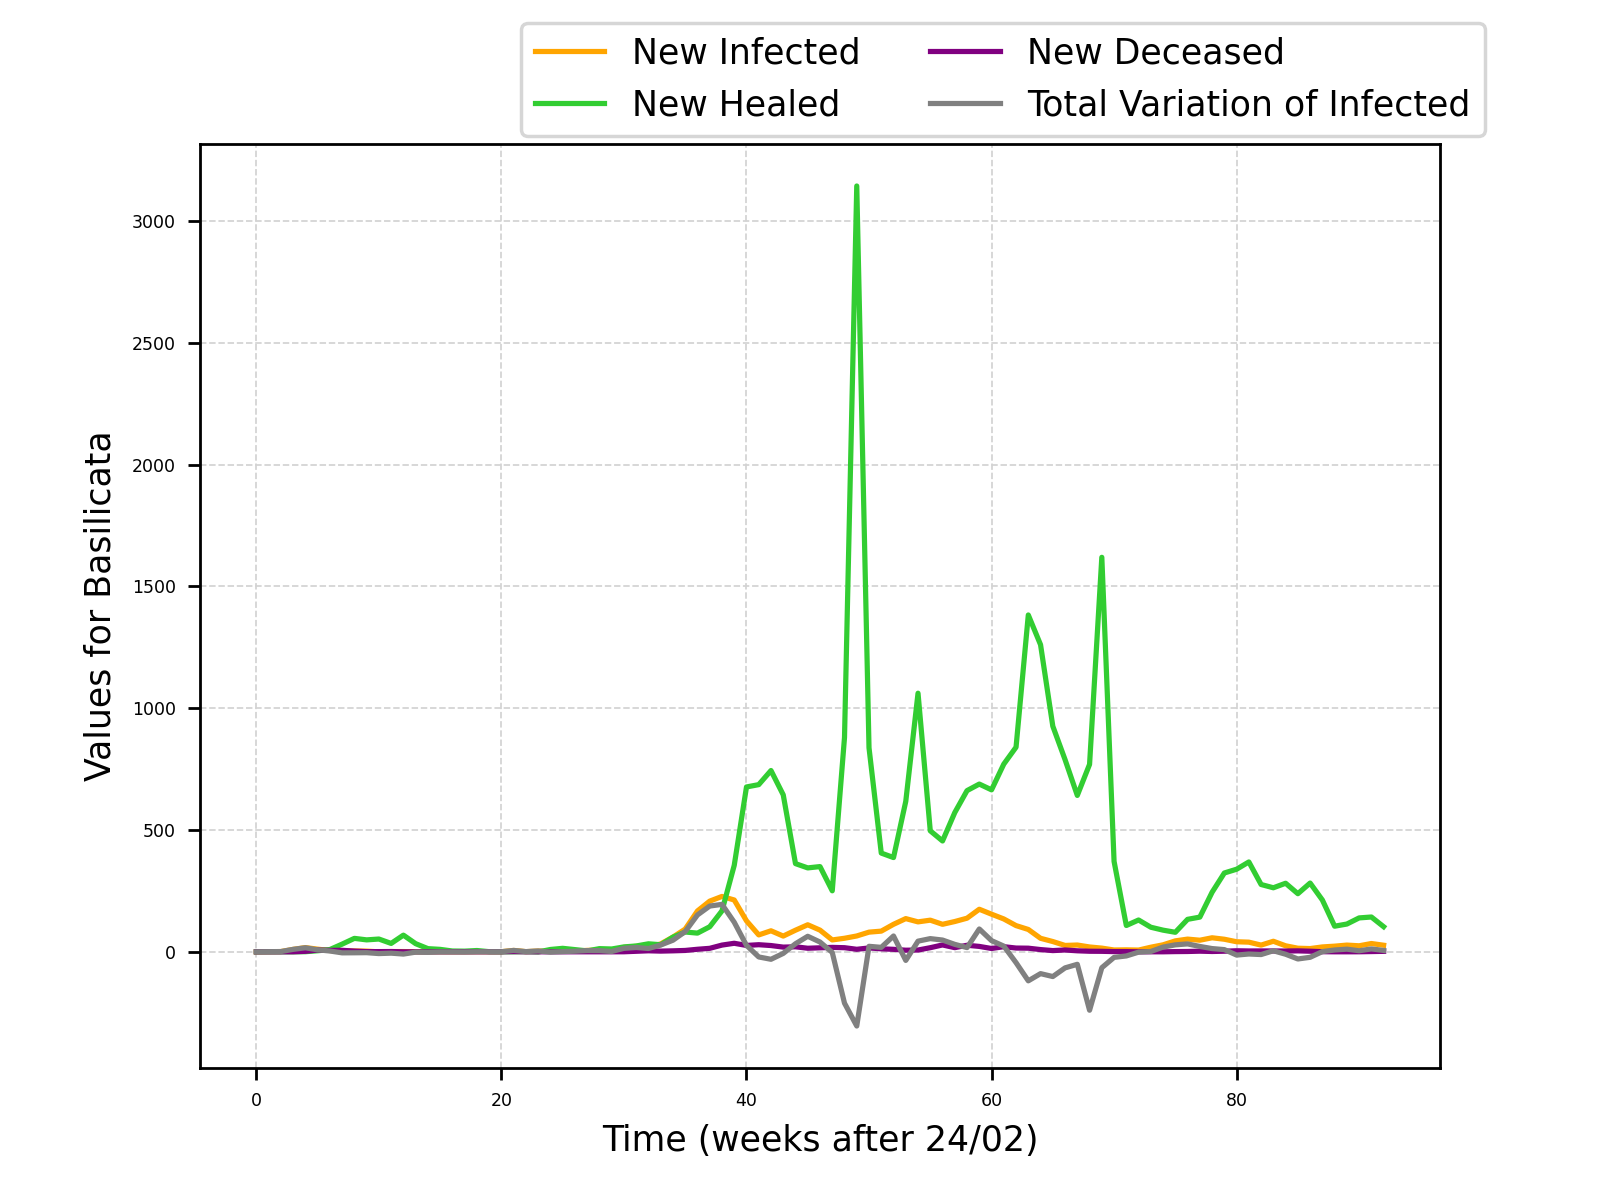 New Infected
New Healed
New Deceased
Total Variation of Infected
Values for Basilicata
3000
2500
2000
1500
1000
500
0
0 20 40 60 80
Time (weeks after 24/02)